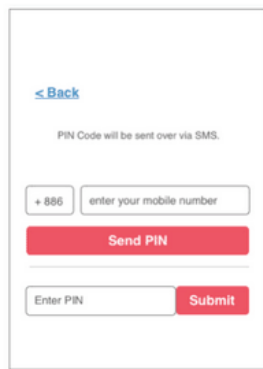 < Back
PIN Code will be sent over via SMS.
+ 886 enter your mobile number
Send PIN
Enter PIN Submit